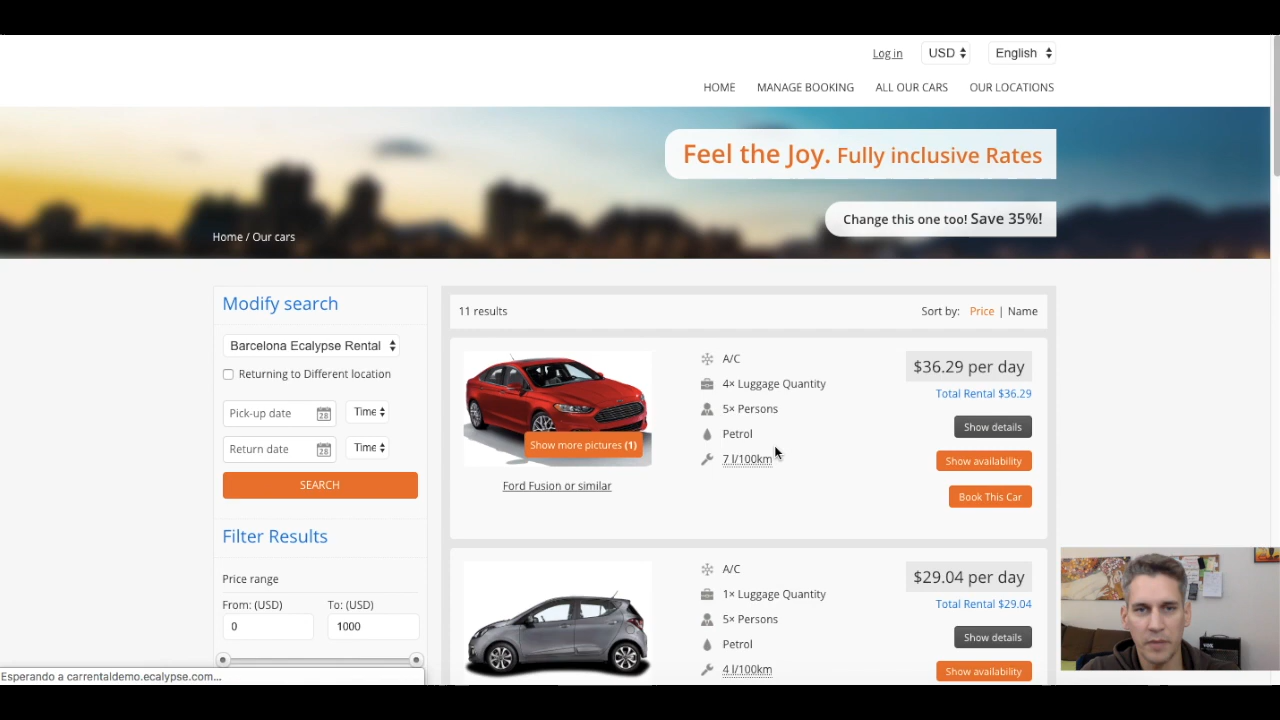 Log in
USD
English
HOME
MANAGE BOOKING
ALL OUR CARS
OUR LOCATIONS
Feel the Joy. Fully inclusive Rates
Change this one too! Save 35%!
Home / Our cars
Modify search
Barcelona Ecalypse Rental
Returning to Different location
Pick-up date
28
Time
Return date
28
Time
SEARCH
Filter Results
Price range
From: (USD)
To: (USD)
0
1000
11 results
Sort by: Price | Name
Show more pictures (1)
Ford Fusion or similar
A/C
4× Luggage Quantity
5× Persons
Petrol
7 l/100km
$36.29 per day
Total Rental $36.29
Show details
Show availability
Book This Car
A/C
1× Luggage Quantity
5× Persons
Petrol
4 l/100km
$29.04 per day
Total Rental $29.04
Show details
Show availability
Esperando a carrentaldemo.ecalypse.com...